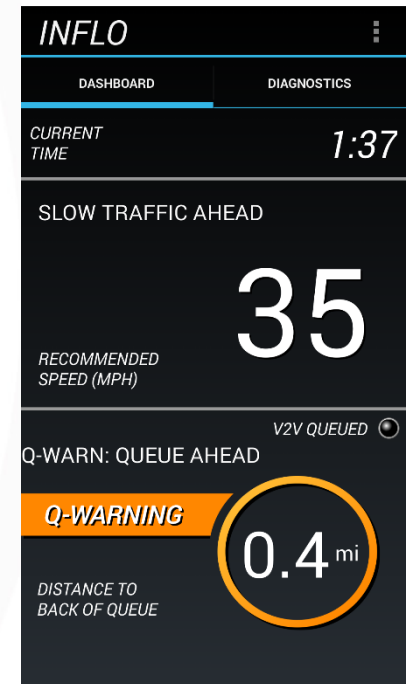 INFLO
DASHBOARD
DIAGNOSTICS
CURRENT
TIME
1:37
SLOW TRAFFIC AHEAD
35
RECOMMENDED
SPEED (MPH)
V2V QUEUED
Q-WARN: QUEUE AHEAD
Q-WARNING
0.4 mi
DISTANCE TO
BACK OF QUEUE